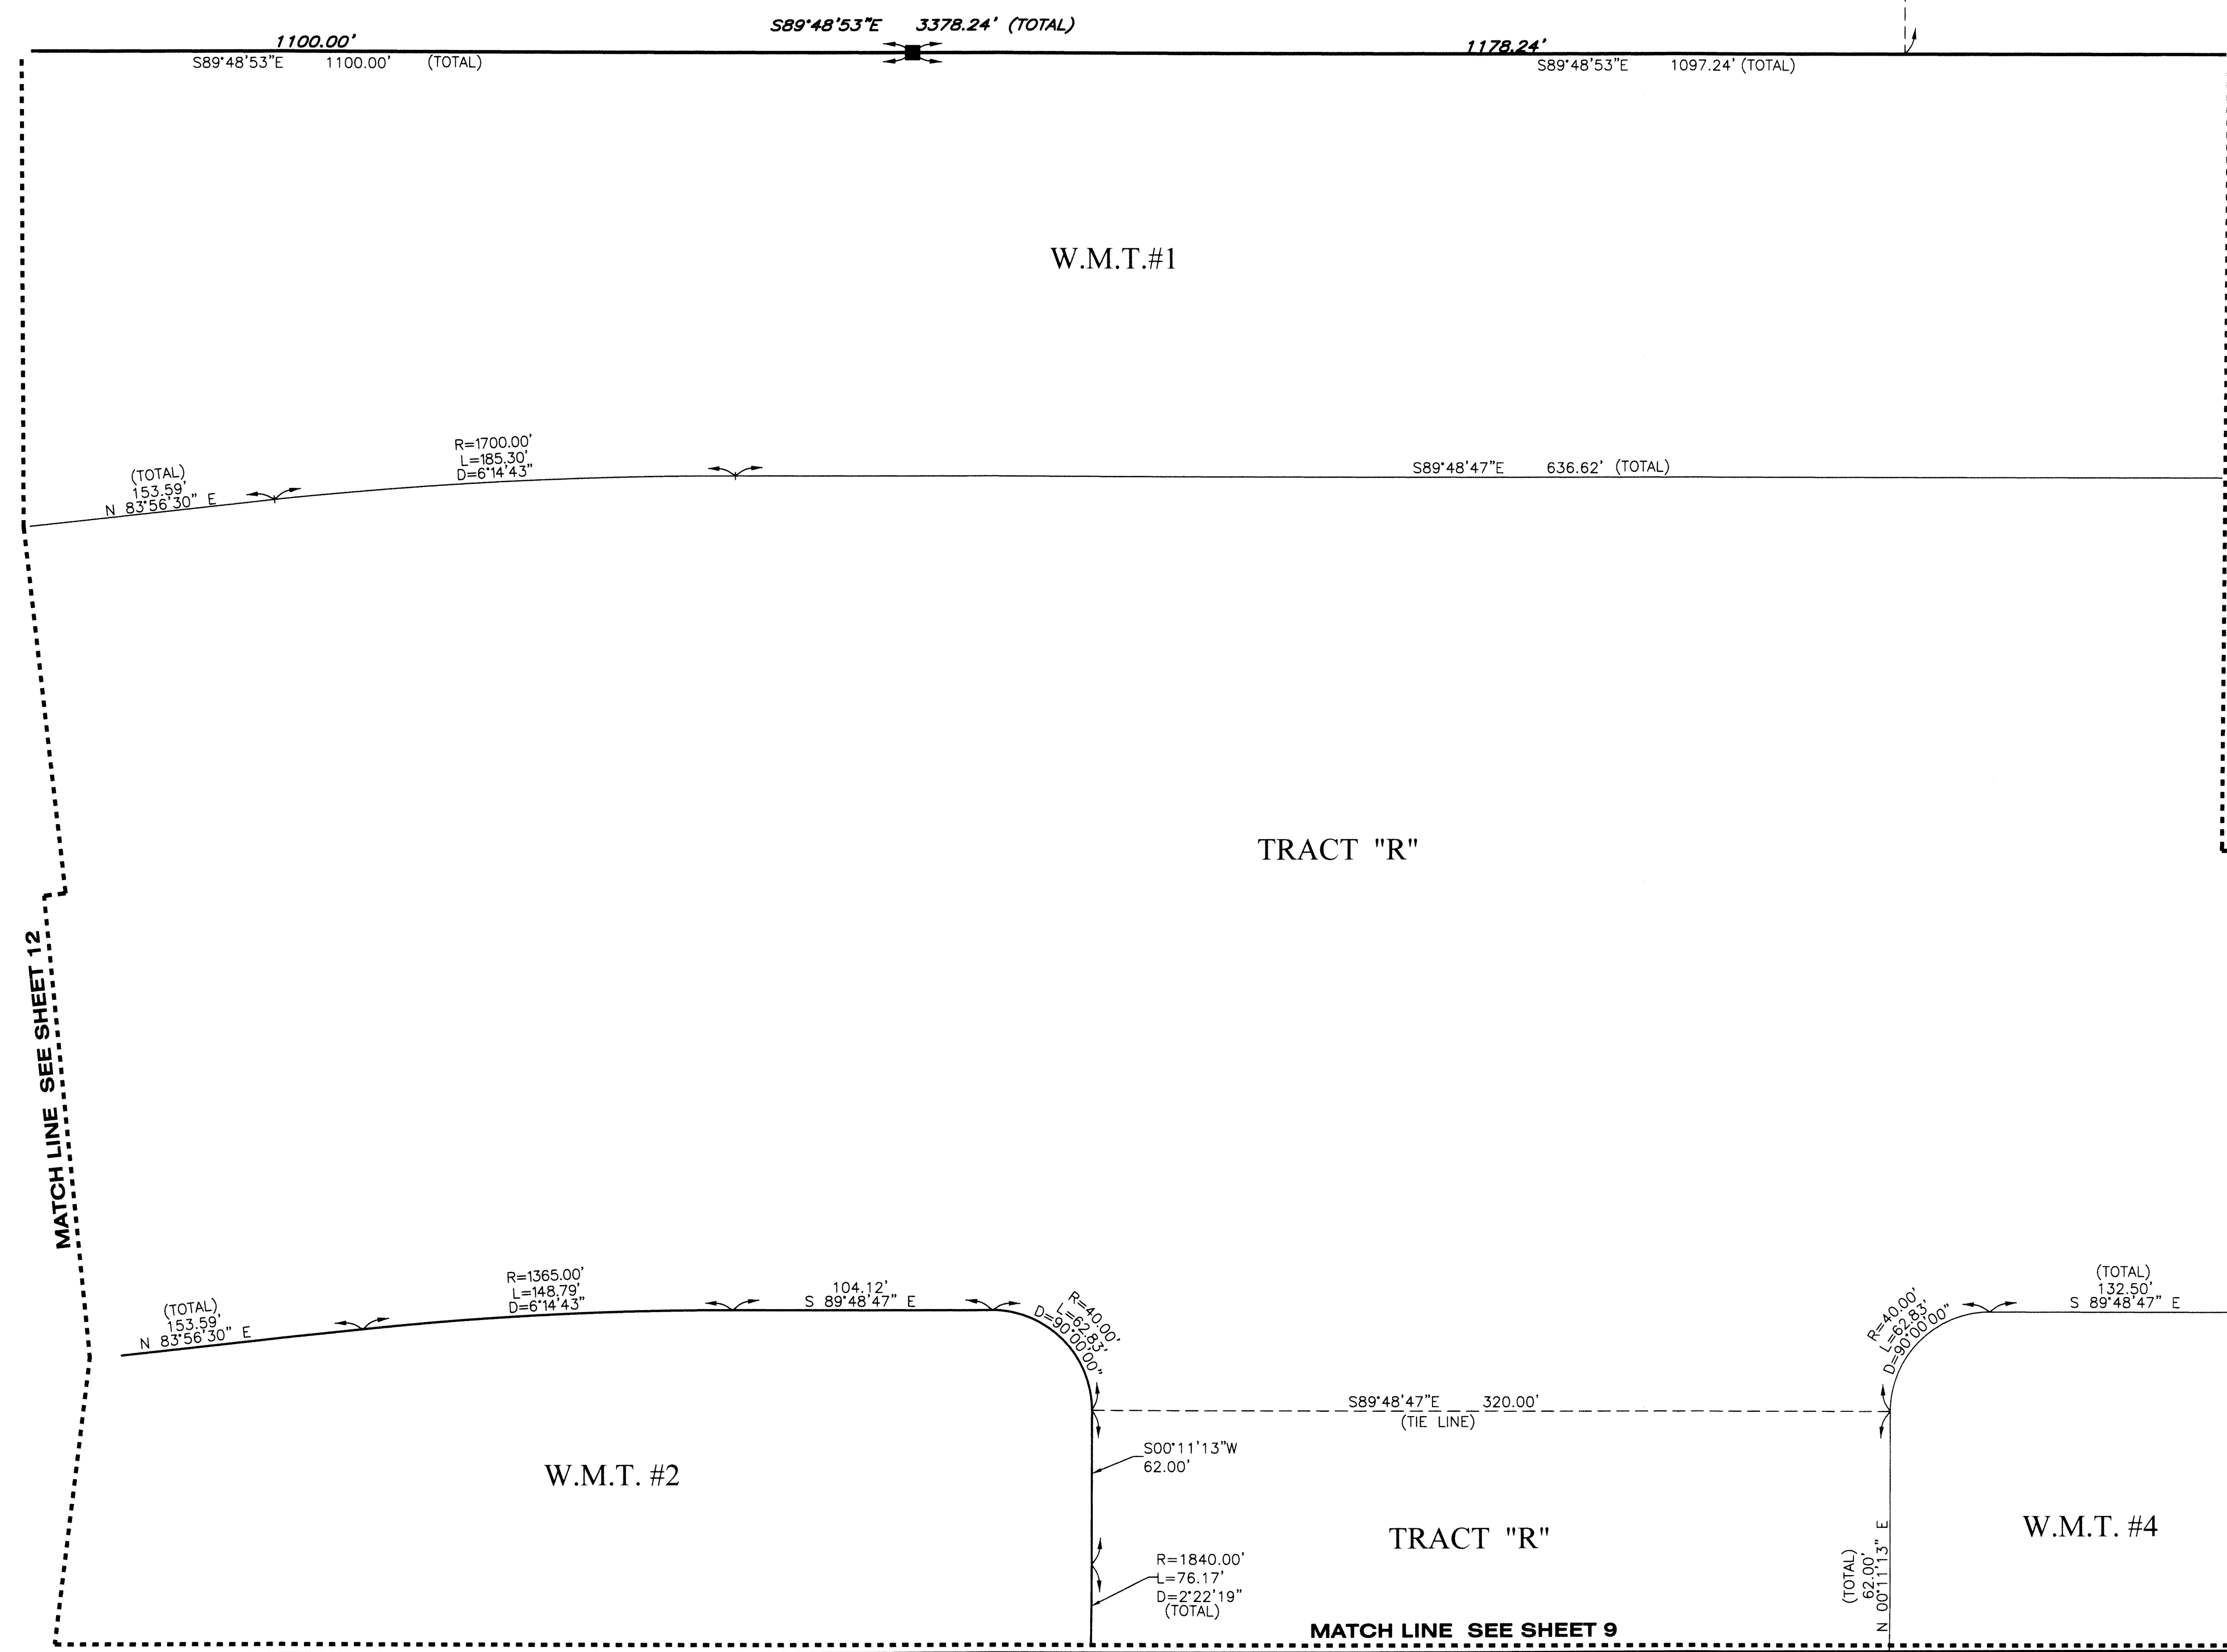 S89°48'53"E 3378.24' (TOTAL)
1100.00'
S89°48'53"E 1100.00' (TOTAL)
1178.24'
S89°48'53"E 1097.24' (TOTAL)
W.M.T.#1
(TOTAL)
153.59'
N 83°56'30" E
R=1700.00'
L=185.30'
D=6°14'43"
S89°48'47"E 636.62' (TOTAL)
TRACT "R"
MATCH LINE SEE SHEET 12
(TOTAL)
153.59'
N 83°56'30" E
R=1365.00'
L=148.79'
D=6°14'43"
104.12'
S 89°48'47" E
R=40.00'
L=62.83'
D=90°00'00"
R=40.00'
L=62.83'
D=90°00'00"
(TOTAL)
132.50'
S 89°48'47" E
S89°48'47"E 320.00'
(TIE LINE)
S00°11'13"W
62.00'
W.M.T. #2
TRACT "R"
W.M.T. #4
R=1840.00'
L=76.17'
D=2°22'19"
(TOTAL)
(TOTAL)
62.00'
N 00°11'13" E
MATCH LINE SEE SHEET 9